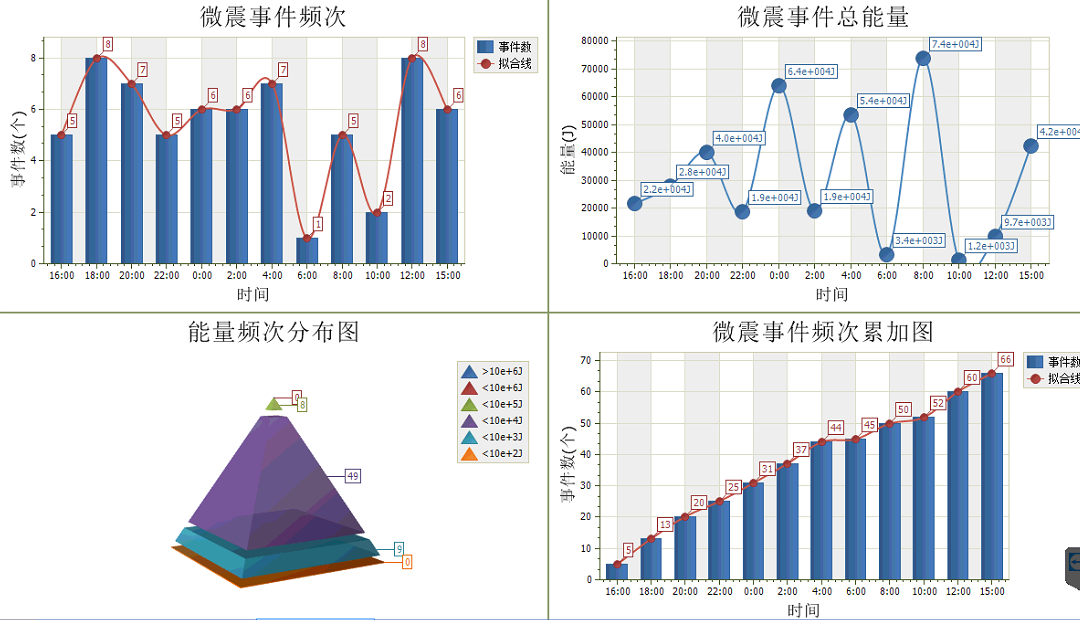 微震事件频次
事件数(个)
8
6
4
2
0
5
8
7
5
6
6
7
1
5
2
8
6
16:00
18:00
20:00
22:00
0:00
2:00
4:00
6:00
8:00
10:00
12:00
15:00
时间
事件数
拟合线
微震事件总能量
能量(J)
80000
70000
60000
50000
40000
30000
20000
10000
0
2.2e+004J
2.8e+004J
4.0e+004J
1.9e+004J
6.4e+004J
1.9e+004J
5.4e+004J
3.4e+003J
7.4e+004J
1.2e+003J
9.7e+003J
4.2e+004
16:00
18:00
20:00
22:00
0:00
2:00
4:00
6:00
8:00
10:00
12:00
15:00
时间
能量频次分布图
0
8
49
9
0
>10e+6J
<10e+6J
<10e+5J
<10e+4J
<10e+3J
<10e+2J
微震事件频次累加图
事件数(个)
70
60
50
40
30
20
10
0
5
13
20
25
31
37
44
45
50
52
60
66
16:00
18:00
20:00
22:00
0:00
2:00
4:00
6:00
8:00
10:00
12:00
15:00
时间
事件数
拟合线